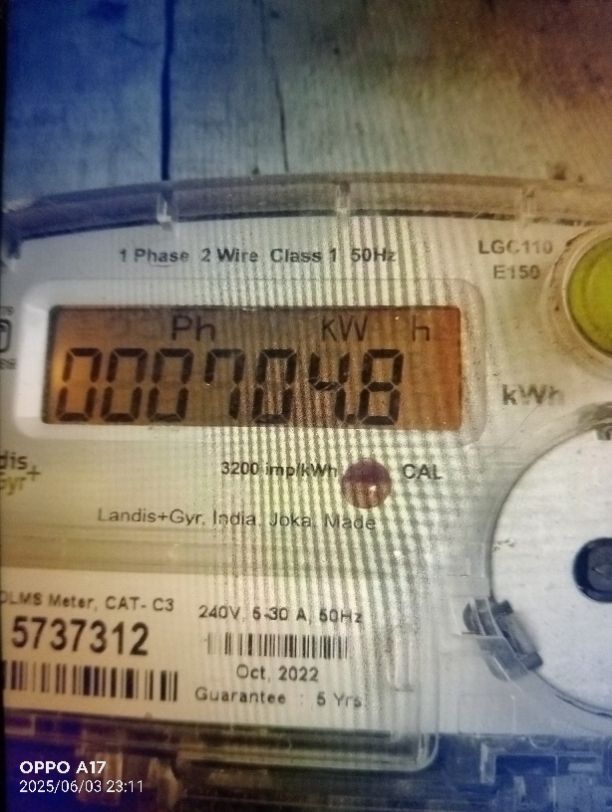 1 Phase 2 Wire Class 1 50Hz
LGC110
E150
Ph KW h
000704.8
kWh
3200 imp/kWh
CAL
Landis+Gyr, India, Joka, Made
DLMS Meter, CAT- C3
5737312
240V, 5-30 A, 50Hz
Oct, 2022
Guarantee : 5 Yrs
OPPO A17
2025/06/03 23:11